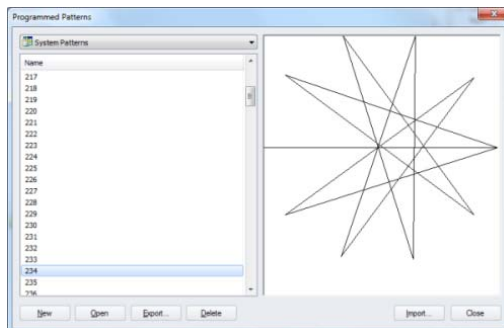 Programmed Patterns
System Patterns
Name
217
218
219
220
221
222
223
224
225
226
227
228
229
230
231
232
233
234
235
236
New
Open
Export...
Delete
Import...
Close